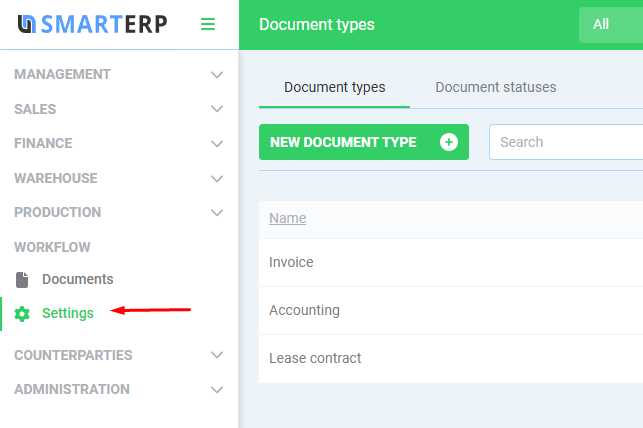 SMARTERP
Document types
All
MANAGEMENT
SALES
FINANCE
WAREHOUSE
PRODUCTION
WORKFLOW
Documents
Settings
COUNTERPARTIES
ADMINISTRATION
Document types
Document statuses
NEW DOCUMENT TYPE
Search
Name
Invoice
Accounting
Lease contract